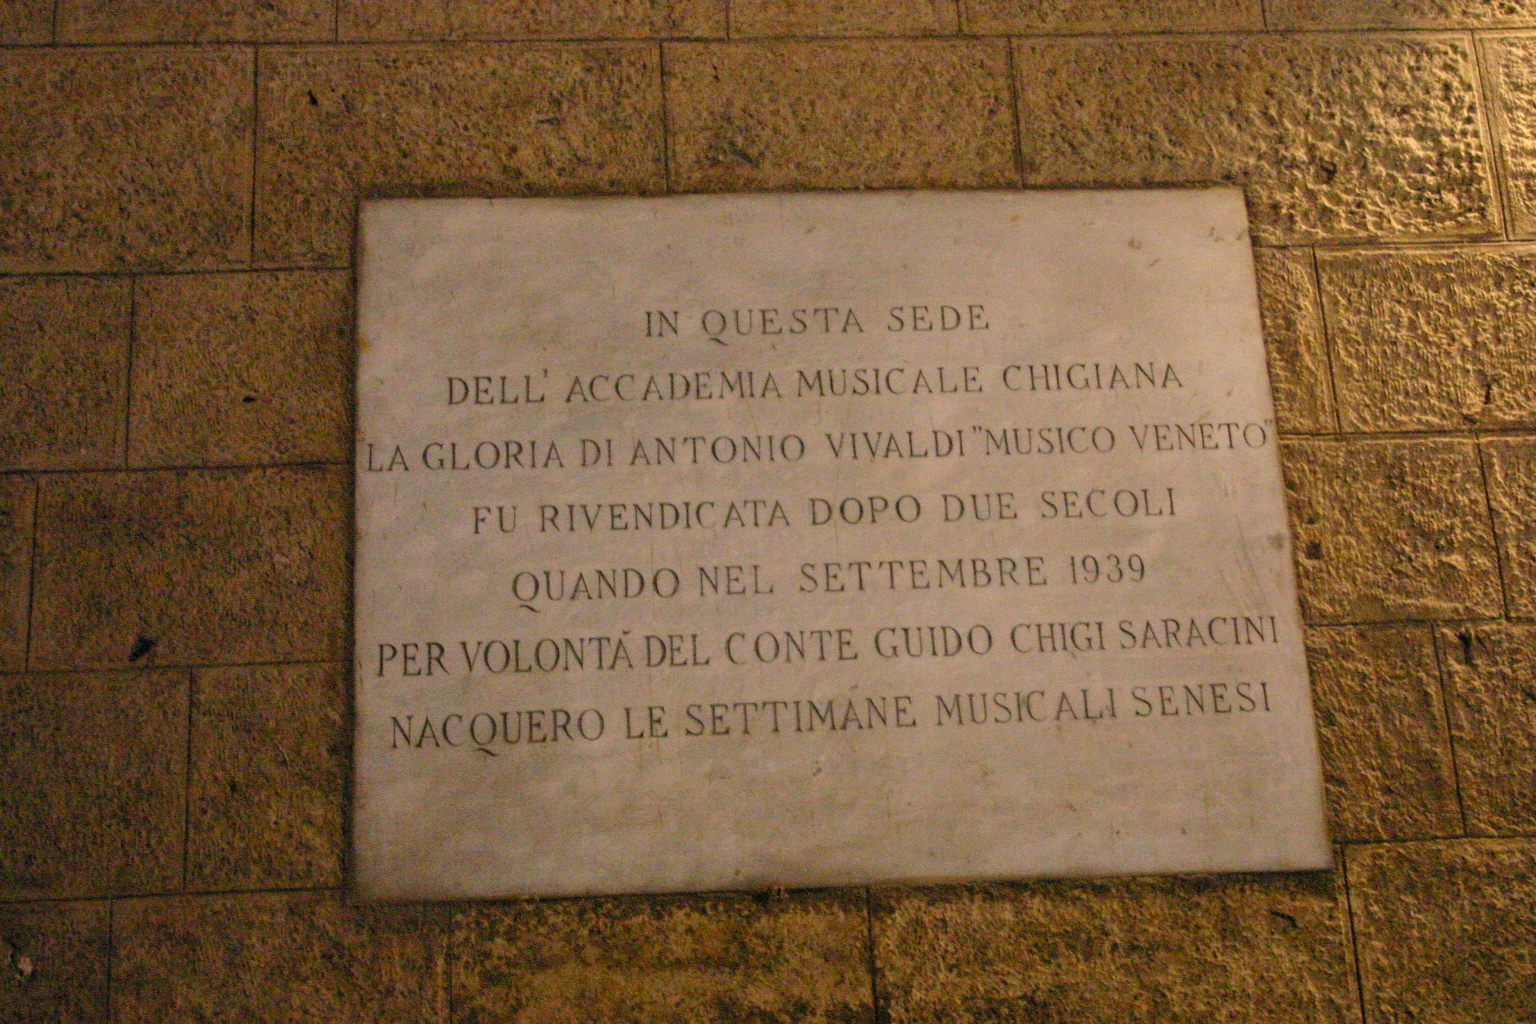 IN QUESTA SEDE
DELL' ACCADEMIA MUSICALE CHIGIANA
LA GLORIA DI ANTONIO VIVALDI "MUSICO VENETO"
FU RIVENDICATA DOPO DUE SECOLI
QUANDO NEL SETTEMBRE 1939
PER VOLONTÁ DEL CONTE GUIDO CHIGI SARACINI
NACQUERO LE SETTIMANE MUSICALI SENESI